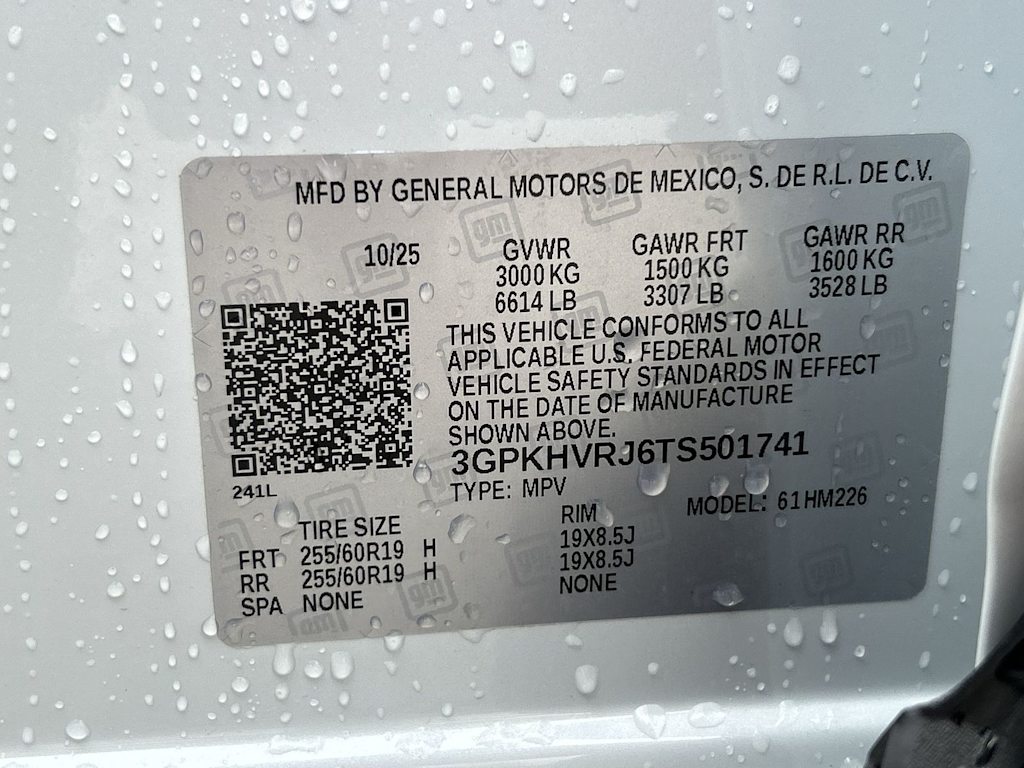 MFD BY GENERAL MOTORS DE MEXICO, S. DE R.L. DE C.V.
10/25 GVWR GAWR FRT GAWR RR
3000 KG 1500 KG 1600 KG
6614 LB 3307 LB 3528 LB
THIS VEHICLE CONFORMS TO ALL
APPLICABLE U.S. FEDERAL MOTOR
VEHICLE SAFETY STANDARDS IN EFFECT
ON THE DATE OF MANUFACTURE
SHOWN ABOVE.
3GPKHVRJ6TS501741
241L
TYPE: MPV MODEL: 61HM226
TIRE SIZE RIM
FRT 255/60R19 H 19X8.5J
RR 255/60R19 H 19X8.5J
SPA NONE NONE